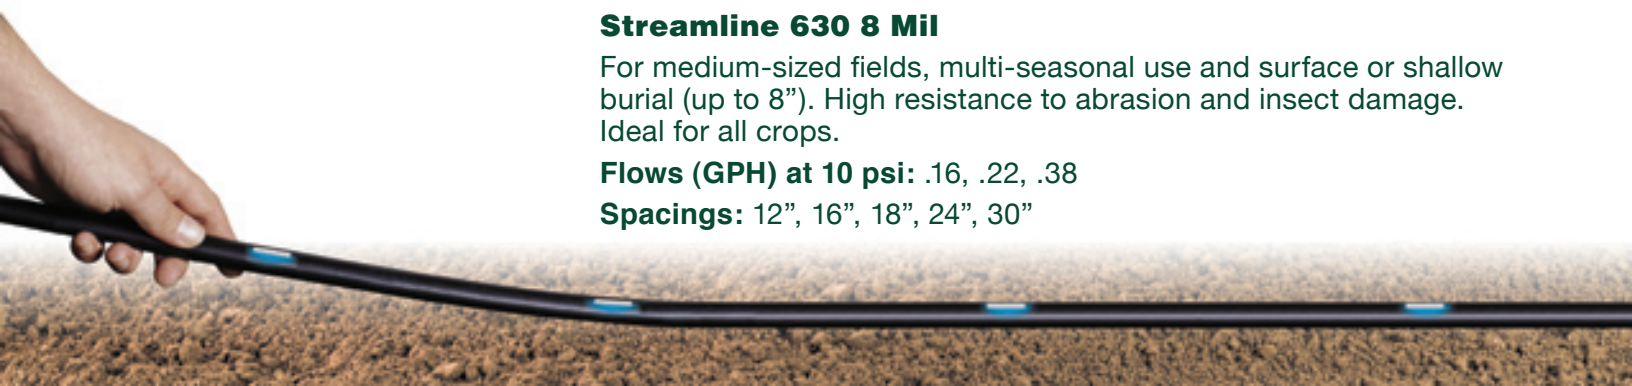 Streamline 630 8 Mil
For medium-sized fields, multi-seasonal use and surface or shallow
burial (up to 8”). High resistance to abrasion and insect damage.
Ideal for all crops.
Flows (GPH) at 10 psi: .16, .22, .38
Spacings: 12”, 16”, 18”, 24”, 30”